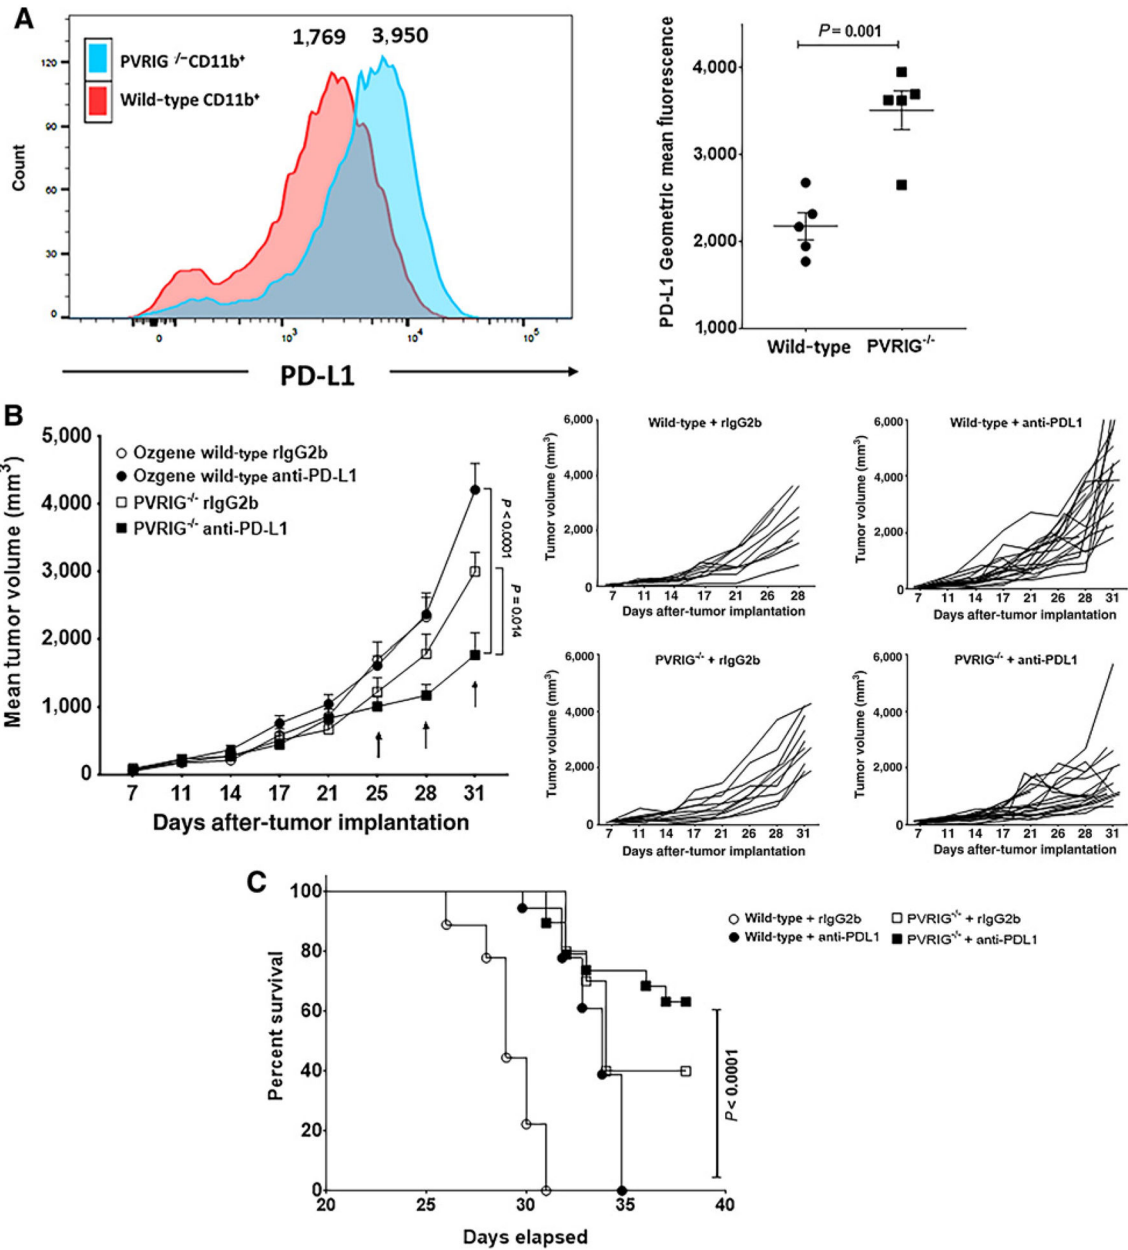 A
1,769
3,950
PVRIG -/-CD11b+
Wild-type CD11b+
Count
120
90
60
30
0
0
10³
10⁴
10⁵
PD-L1
P = 0.001
PD-L1 Geometric mean fluorescence
4,000
3,000
2,000
1,000
Wild-type
PVRIG-/-
B
Mean tumor volume (mm³)
5,000
4,000
3,000
2,000
1,000
0
Ozgene wild-type rIgG2b
Ozgene wild-type anti-PD-L1
PVRIG-/- rIgG2b
PVRIG-/- anti-PD-L1
P < 0.0001
P = 0.014
7 11 14 17 21 25 28 31
Days after-tumor implantation
Wild-type + rIgG2b
Tumor volume (mm³)
6,000
4,000
2,000
0
7 11 14 17 21 25 28
Days after-tumor implantation
Wild-type + anti-PDL1
Tumor volume (mm³)
6,000
4,000
2,000
0
7 11 14 17 21 25 28 31
Days after-tumor implantation
PVRIG-/- + rIgG2b
Tumor volume (mm³)
6,000
4,000
2,000
0
7 11 14 17 21 26 28 31
Days after-tumor implantation
PVRIG-/- + anti-PDL1
Tumor volume (mm³)
6,000
4,000
2,000
0
7 11 14 17 21 26 28 31
Days after-tumor implantation
C
Percent survival
100
80
60
40
20
0
20 25 30 35 40
Days elapsed
Wild-type + rIgG2b
Wild-type + anti-PDL1
PVRIG-/- + rIgG2b
PVRIG-/- + anti-PDL1
P < 0.0001